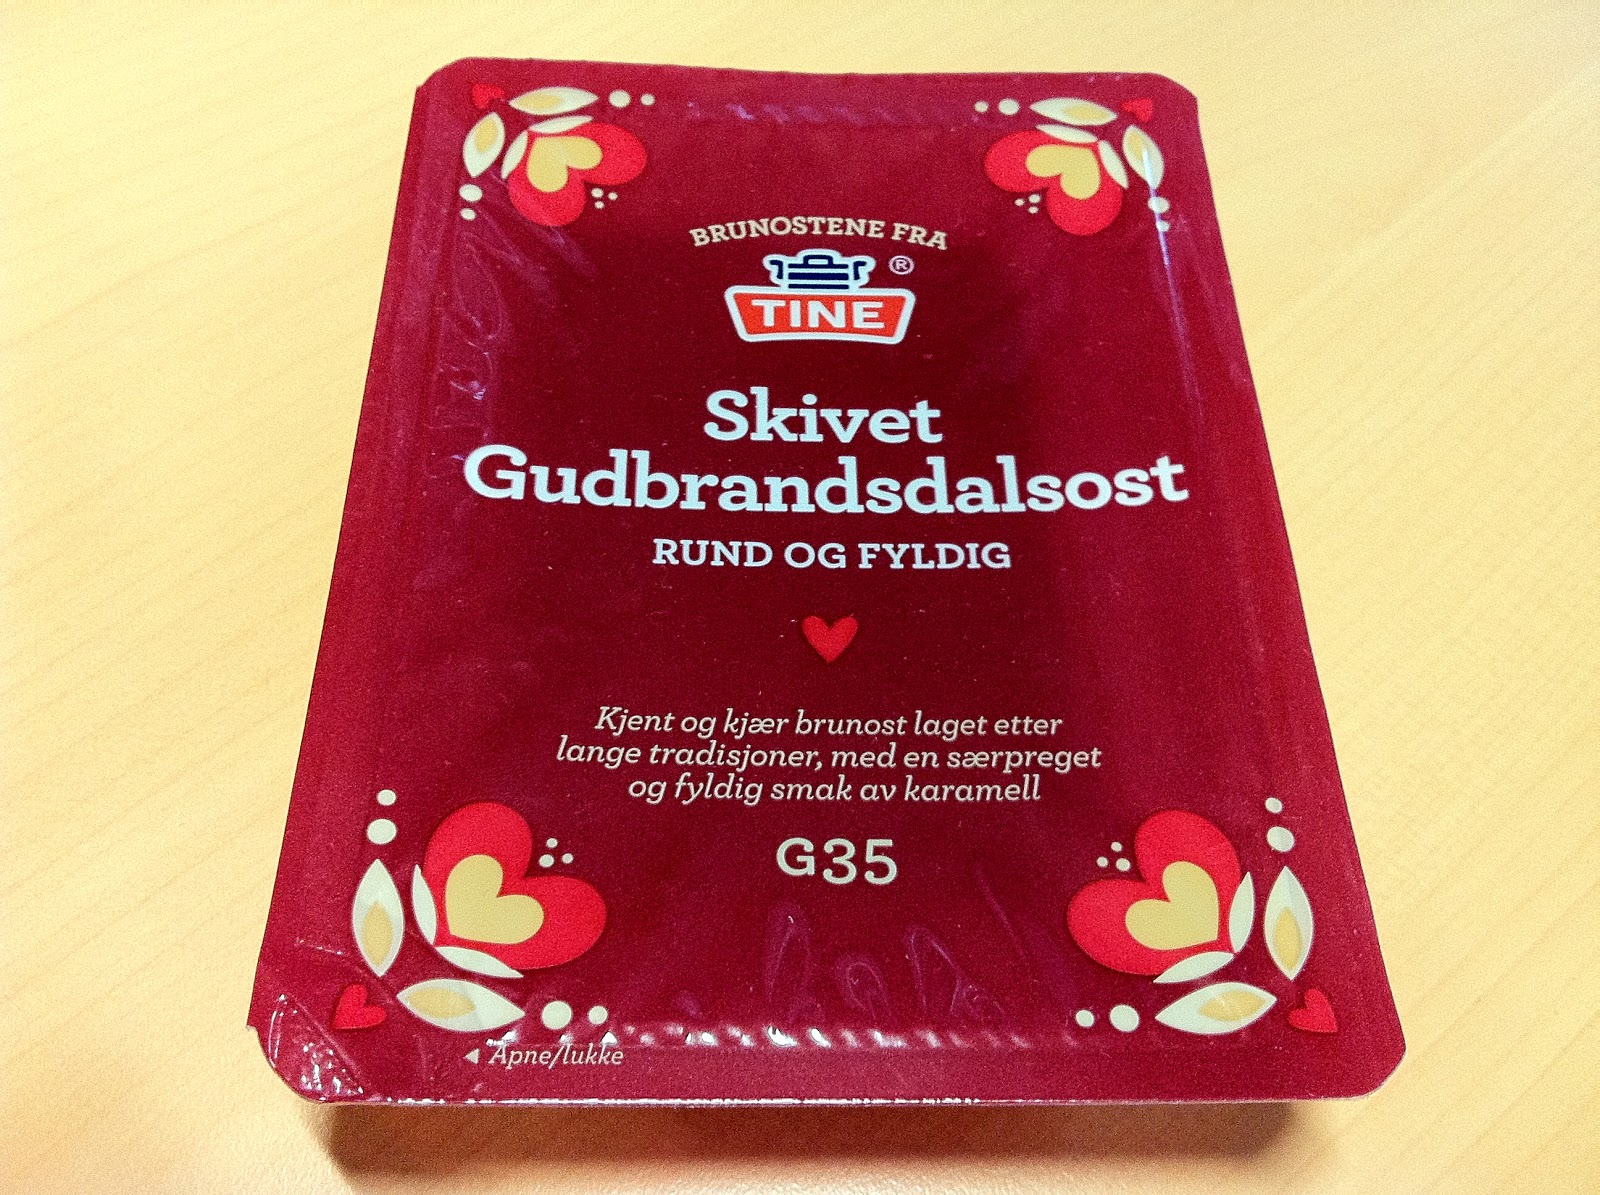 BRUNOSTENE FRA
TINE®
Skivet
Gudbrandsdalsost
RUND OG FYLDIG
Kjent og kjær brunost laget etter
lange tradisjoner, med en særpreget
og fyldig smak av karamell
G35
◄ Åpne/lukke